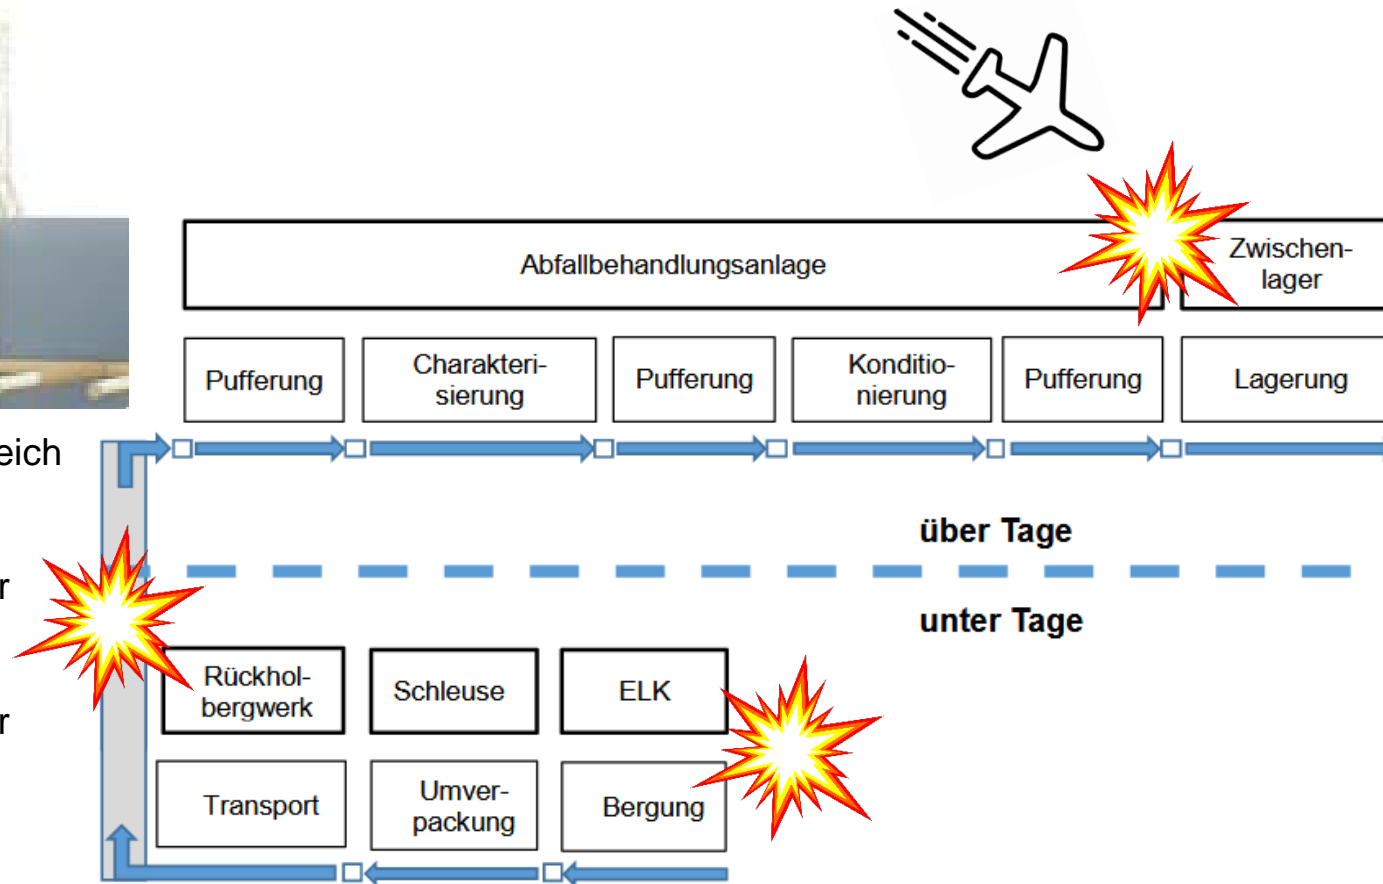 Abfallbehandlungsanlage
Zwischen-
lager
Pufferung
Charakteri-
sierung
Pufferung
Konditio-
nierung
Pufferung
Lagerung
eich
über Tage
r
unter Tage
Rückhol-
bergwerk
Schleuse
ELK
r
Transport
Umver-
packung
Bergung